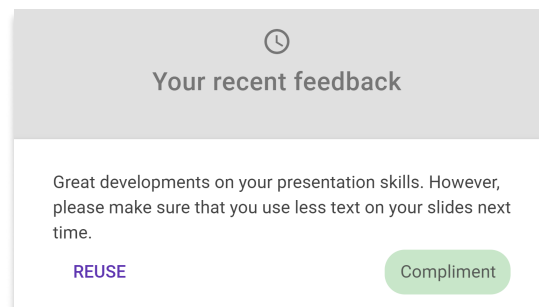 Your recent feedback
Great developments on your presentation skills. However,
please make sure that you use less text on your slides next
time.
REUSE
Compliment